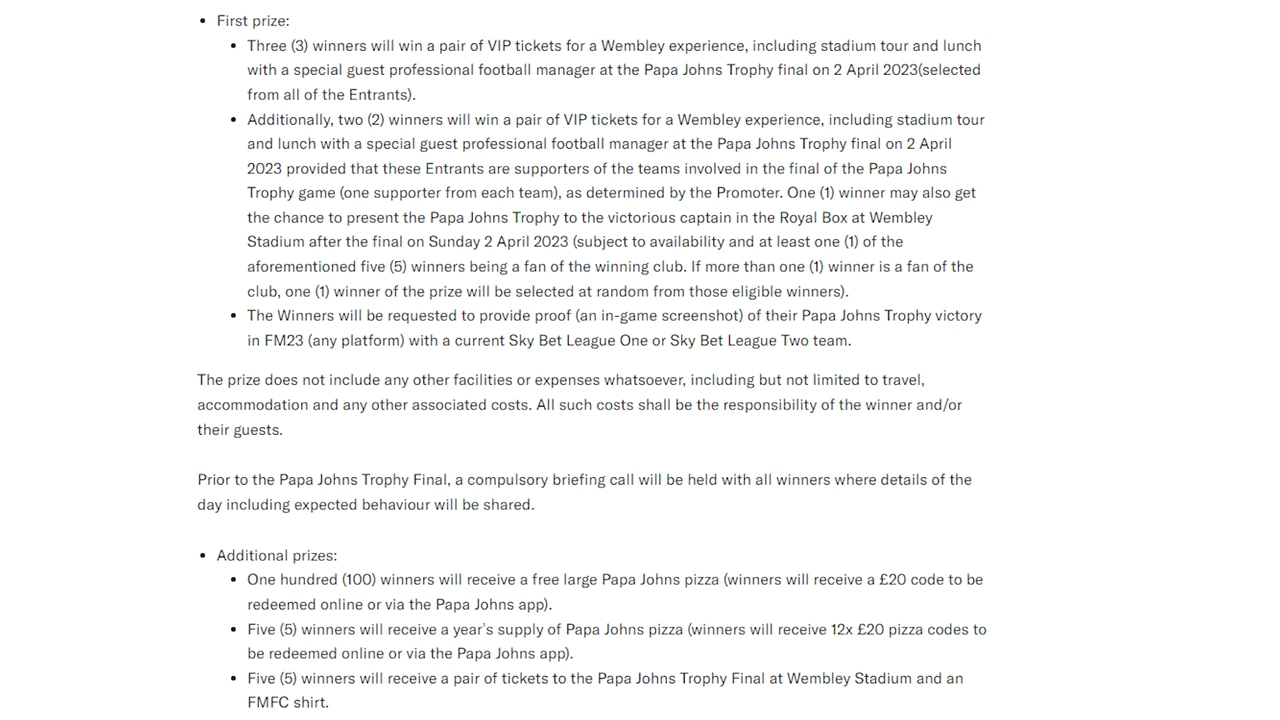 • First prize:
• Three (3) winners will win a pair of VIP tickets for a Wembley experience, including stadium tour and lunch
with a special guest professional football manager at the Papa Johns Trophy final on 2 April 2023(selected
from all of the Entrants).
• Additionally, two (2) winners will win a pair of VIP tickets for a Wembley experience, including stadium tour
and lunch with a special guest professional football manager at the Papa Johns Trophy final on 2 April
2023 provided that these Entrants are supporters of the teams involved in the final of the Papa Johns
Trophy game (one supporter from each team), as determined by the Promoter. One (1) winner may also get
the chance to present the Papa Johns Trophy to the victorious captain in the Royal Box at Wembley
Stadium after the final on Sunday 2 April 2023 (subject to availability and at least one (1) of the
aforementioned five (5) winners being a fan of the winning club. If more than one (1) winner is a fan of the
club, one (1) winner of the prize will be selected at random from those eligible winners).
• The Winners will be requested to provide proof (an in-game screenshot) of their Papa Johns Trophy victory
in FM23 (any platform) with a current Sky Bet League One or Sky Bet League Two team.
The prize does not include any other facilities or expenses whatsoever, including but not limited to travel,
accommodation and any other associated costs. All such costs shall be the responsibility of the winner and/or
their guests.
Prior to the Papa Johns Trophy Final, a compulsory briefing call will be held with all winners where details of the
day including expected behaviour will be shared.
• Additional prizes:
• One hundred (100) winners will receive a free large Papa Johns pizza (winners will receive a £20 code to be
redeemed online or via the Papa Johns app).
• Five (5) winners will receive a year's supply of Papa Johns pizza (winners will receive 12x £20 pizza codes to
be redeemed online or via the Papa Johns app).
• Five (5) winners will receive a pair of tickets to the Papa Johns Trophy Final at Wembley Stadium and an
FMFC shirt.